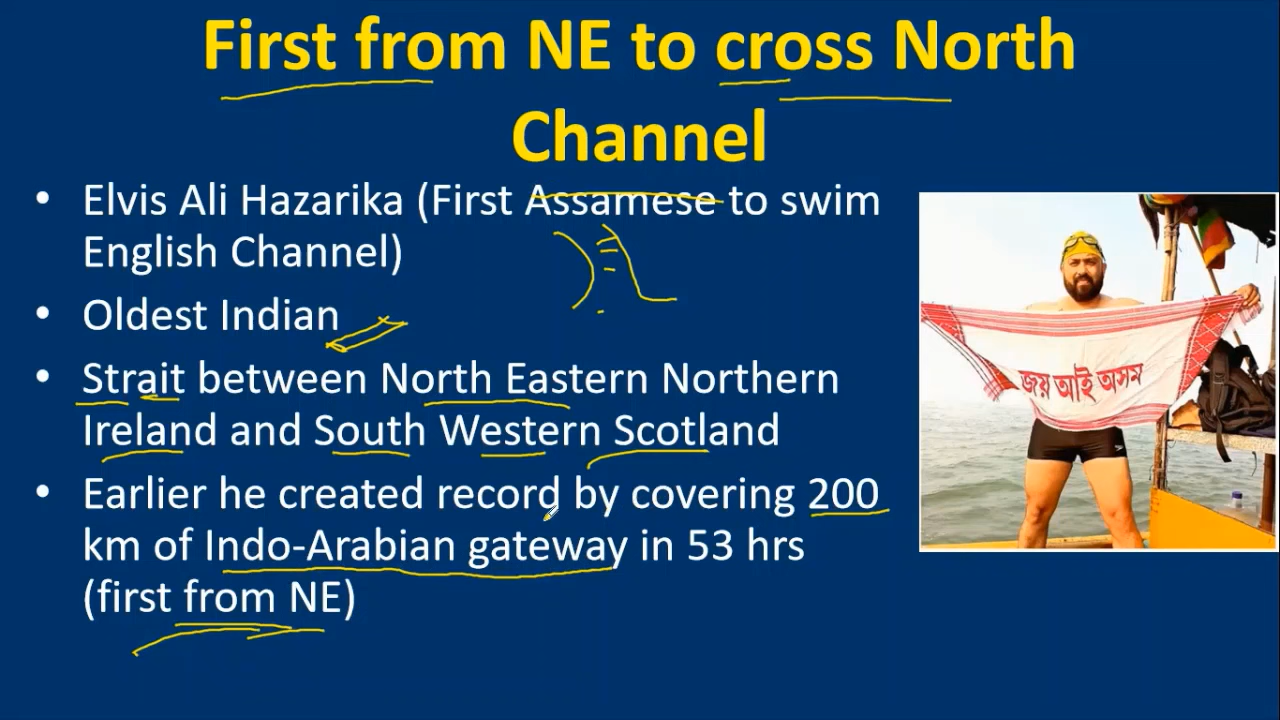 First from NE to cross North
Channel
• Elvis Ali Hazarika (First Assamese to swim
English Channel)
• Oldest Indian
• Strait between North Eastern Northern
Ireland and South Western Scotland
• Earlier he created record by covering 200
km of Indo-Arabian gateway in 53 hrs
(first from NE)
জয় আই অসম